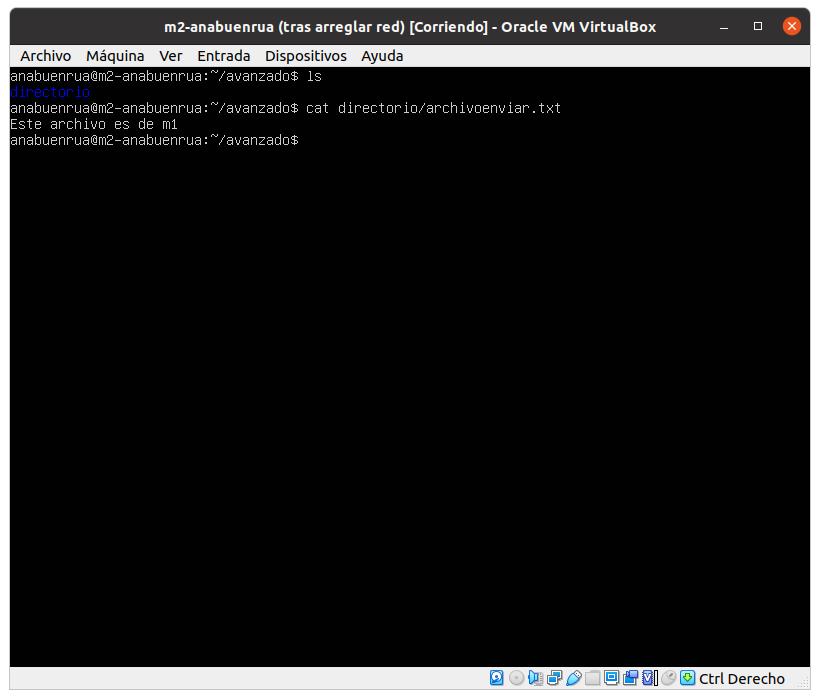 m2-anabuenrua (tras arreglar red) [Corriendo] - Oracle VM VirtualBox
Archivo Máquina Ver Entrada Dispositivos Ayuda
anabuenrua@m2-anabuenrua:~/avanzado$ ls
directorio
anabuenrua@m2-anabuenrua:~/avanzado$ cat directorio/archivoenviar.txt
Este archivo es de m1
anabuenrua@m2-anabuenrua:~/avanzado$
Ctrl Derecho